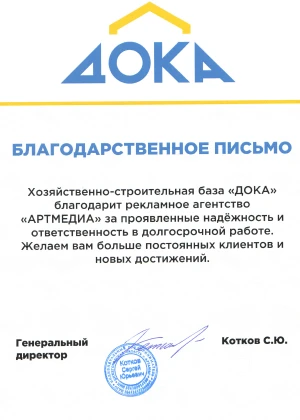 ДОКА
БЛАГОДАРСТВЕННОЕ ПИСЬМО
Хозяйственно-строительная база «ДОКА»
благодарит рекламное агентство
«АРТМЕДИА» за проявленные надёжность и
ответственность в долгосрочной работе.
Желаем вам больше постоянных клиентов и
новых достижений.
Генеральный
директор
Котков С.Ю.
Котков
Сергей
Юрьевич